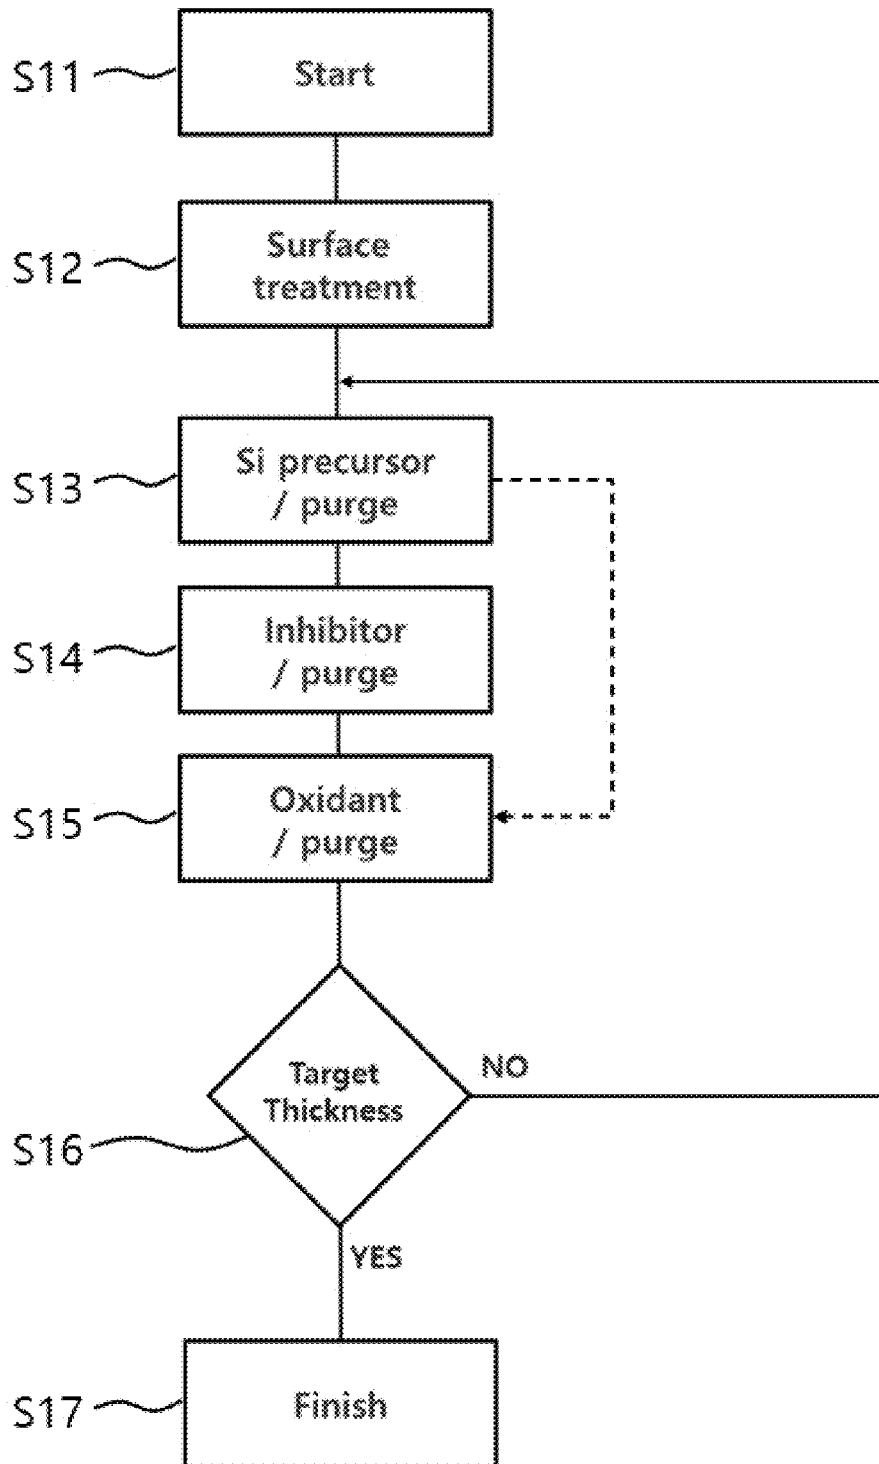 S11
Start
S12
Surface
treatment
S13
Si precursor
/ purge
S14
Inhibitor
/ purge
S15
Oxidant
/ purge
S16
Target
Thickness
NO
YES
S17
Finish